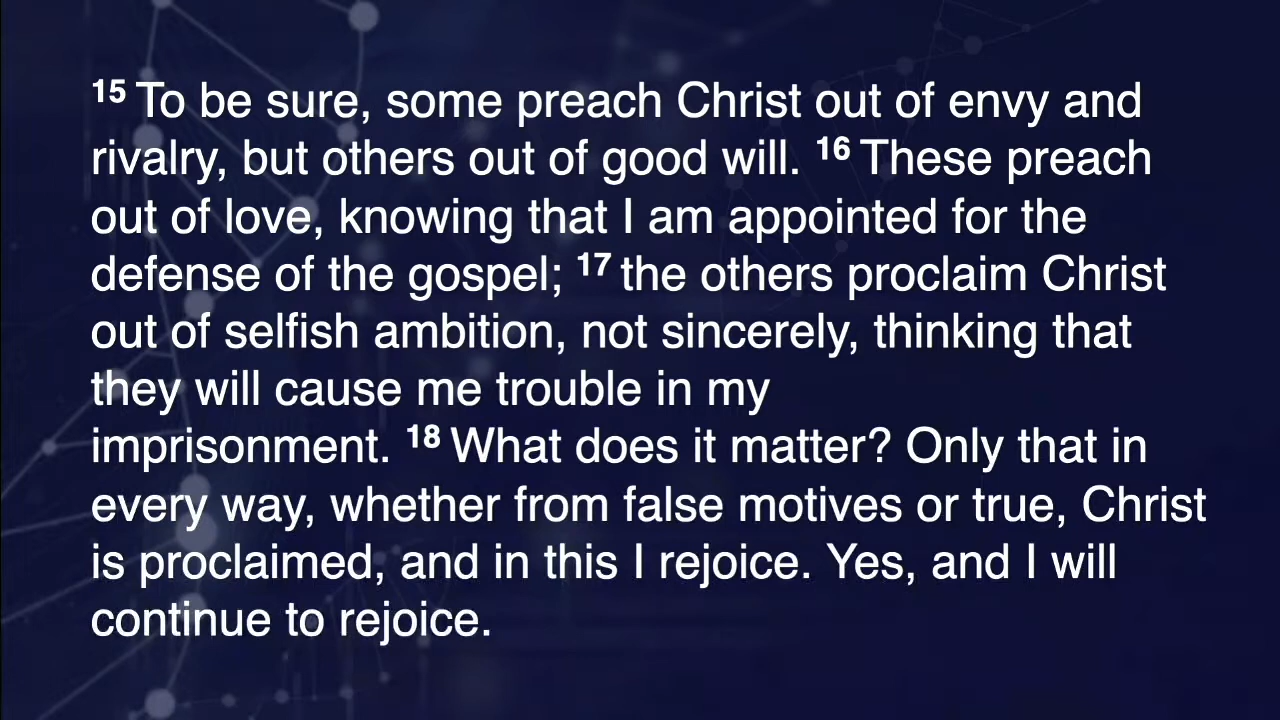 15 To be sure, some preach Christ out of envy and
rivalry, but others out of good will. 16 These preach
out of love, knowing that I am appointed for the
defense of the gospel; 17 the others proclaim Christ
out of selfish ambition, not sincerely, thinking that
they will cause me trouble in my
imprisonment. 18 What does it matter? Only that in
every way, whether from false motives or true, Christ
is proclaimed, and in this I rejoice. Yes, and I will
continue to rejoice.